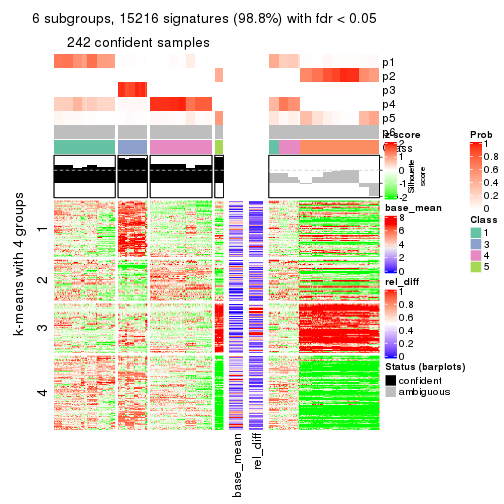 6 subgroups, 15216 signatures (98.8%) with fdr < 0.05
242 confident samples
p1
p2
p3
p4
p5
p6
z_score
2
1
0
-1
-2
Silhouette
score
Class
Prob
1
0.8
0.6
0.4
0.2
0
Class
1
3
4
5
base_mean
8
6
4
2
0
rel_diff
1
0.8
0.6
0.4
0.2
0
Status (barplots)
confident
ambiguous
k-means with 4 groups
1
2
3
4
base_mean
rel_diff